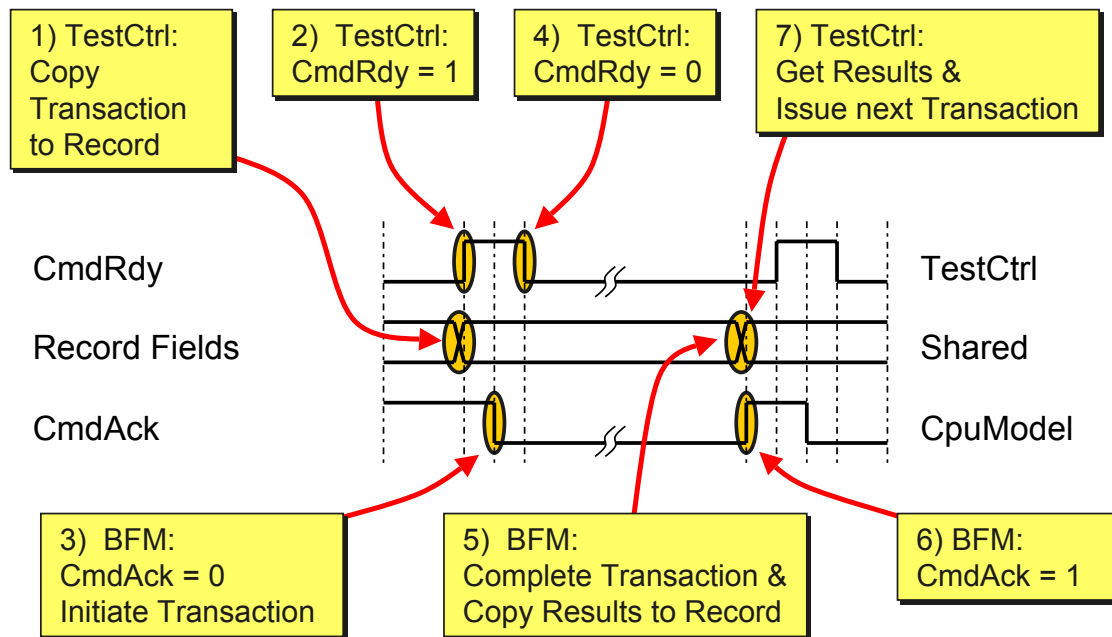 1) TestCtrl:
Copy
Transaction
to Record
2)  TestCtrl:
CmdRdy = 1
4)  TestCtrl:
CmdRdy = 0
7) TestCtrl:
Get Results &
Issue next Transaction
CmdRdy
TestCtrl
Record Fields
Shared
CmdAck
CpuModel
3)  BFM:
CmdAck = 0
Initiate Transaction
5)  BFM:
Complete Transaction &
Copy Results to Record
6) BFM:
CmdAck = 1